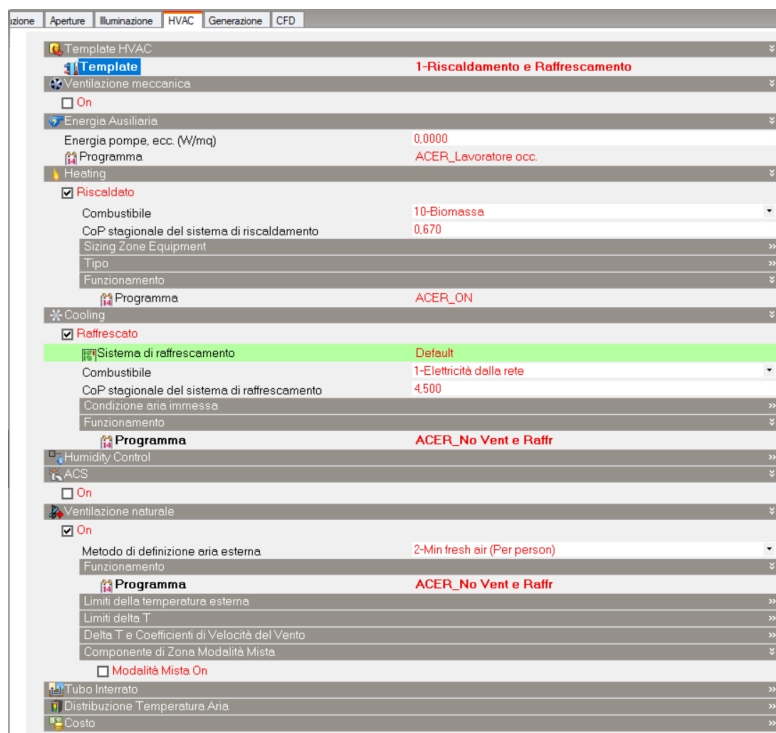 uzione Aperture Illuminazione HVAC Generazione CFD
Template HVAC
Template 1-Riscaldamento e Raffrescamento
Ventilazione meccanica
On
Energia Ausiliaria
Energia pompe, ecc. (W/mq) 0,0000
Programma ACER_Lavoratore occ.
Heating
Riscaldato
Combustibile 10-Biomassa
CoP stagionale del sistema di riscaldamento 0,670
Sizing Zone Equipment
Tipo
Funzionamento
Programma ACER_ON
Cooling
Raffrescato
Sistema di raffrescamento Default
Combustibile 1-Elettricità dalla rete
CoP stagionale del sistema di raffrescamento 4,500
Condizione aria immessa
Funzionamento
Programma ACER_No Vent e Raffr
Humidity Control
ACS
On
Ventilazione naturale
On
Metodo di definizione aria esterna 2-Min fresh air (Per person)
Funzionamento
Programma ACER_No Vent e Raffr
Limiti della temperatura esterna
Limiti delta T
Delta T e Coefficienti di Velocità del Vento
Componente di Zona Modalità Mista
Modalità Mista On
Tubo Interrato
Distribuzione Temperatura Aria
Costo